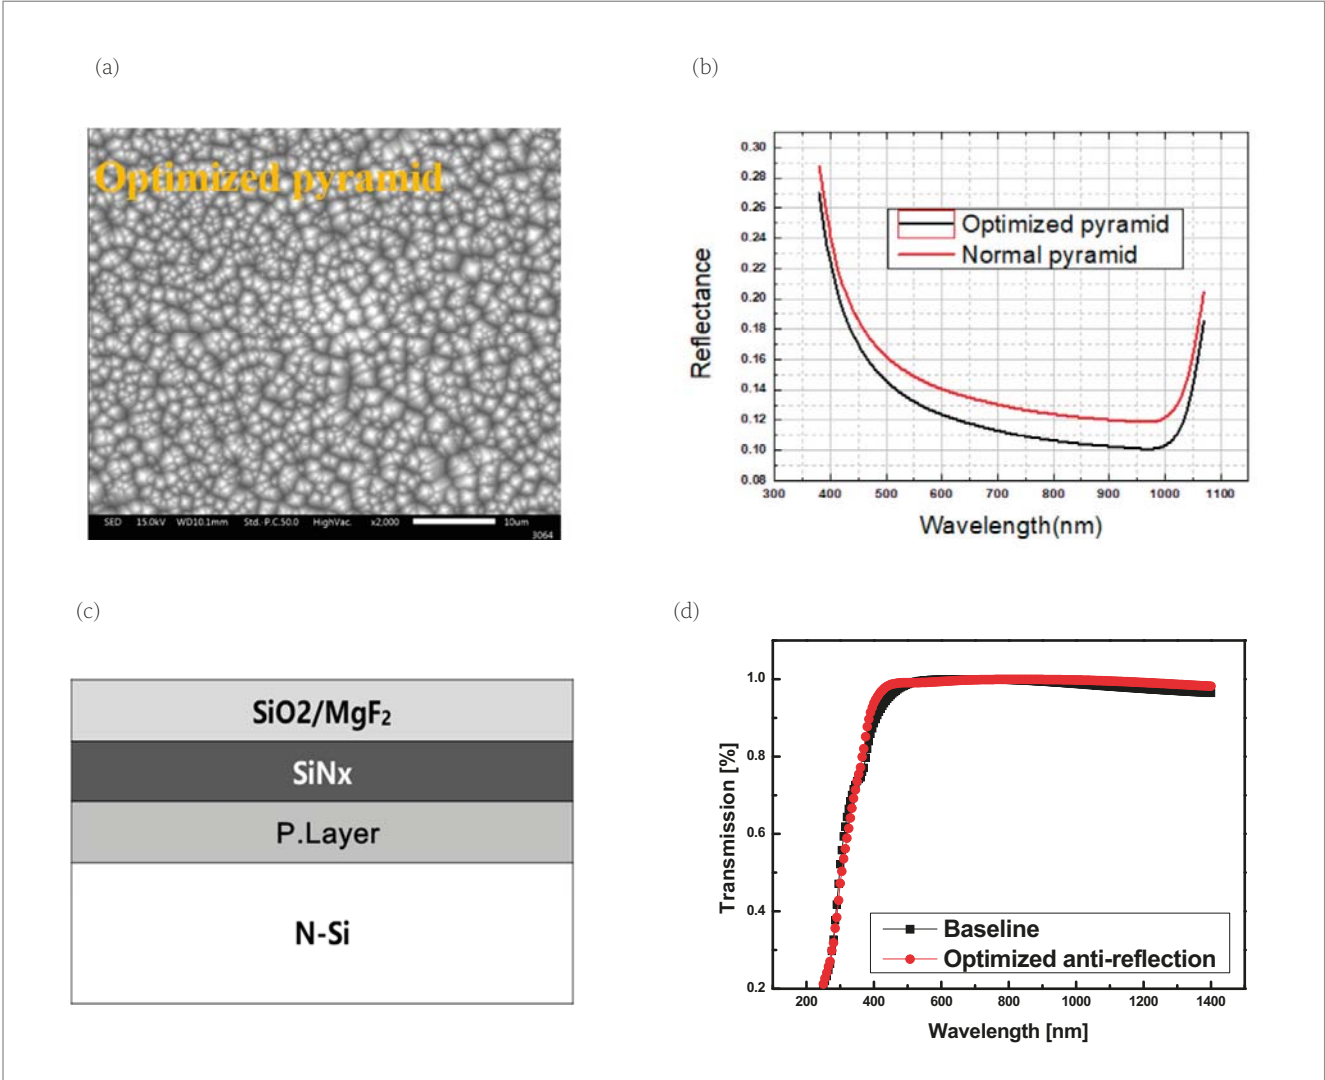 (a)
Optimized pyramid
SED 15.0kV WD10.1mm Std.-P.C.50.0 HighVac. x2,000 10um
3064
(b)
0.30
0.28
0.26
0.24
0.22
0.20
0.18
0.16
0.14
0.12
0.10
0.08
300 400 500 600 700 800 900 1000 1100
Reflectance
Wavelength(nm)
Optimized pyramid
Normal pyramid
(c)
SiO2/MgF₂
SiNx
P.Layer
N-Si
(d)
1.0
0.8
0.6
0.4
0.2
200 400 600 800 1000 1200 1400
Transmission [%]
Wavelength [nm]
Baseline
Optimized anti-reflection